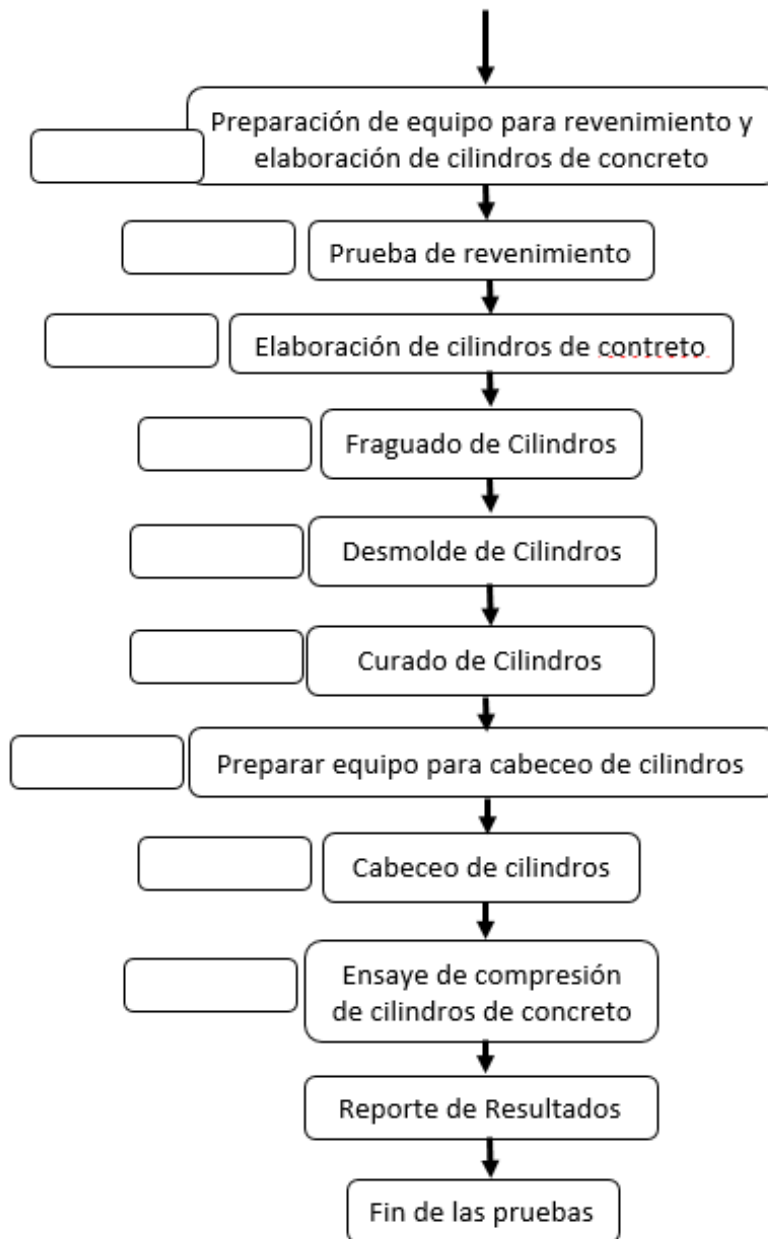 Preparación de equipo para revenimiento y
elaboración de cilindros de concreto
Prueba de revenimiento
Elaboración de cilindros de contreto
Fraguado de Cilindros
Desmolde de Cilindros
Curado de Cilindros
Preparar equipo para cabeceo de cilindros
Cabeceo de cilindros
Ensaye de compresión
de cilindros de concreto
Reporte de Resultados
Fin de las pruebas